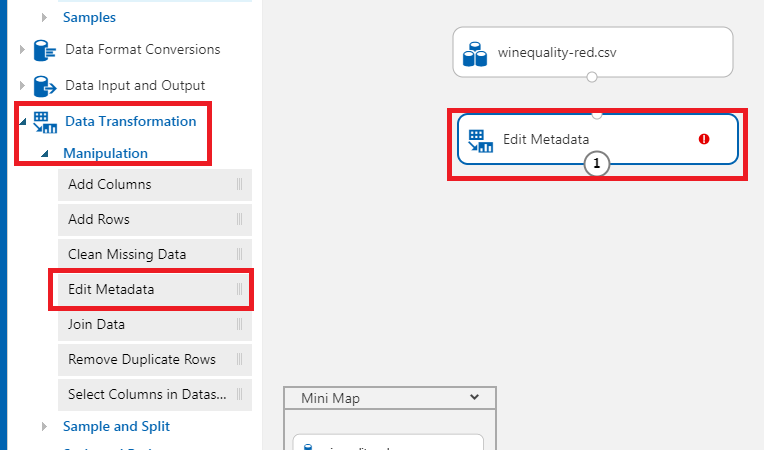 Samples
Data Format Conversions
Data Input and Output
Data Transformation
Manipulation
Add Columns
Add Rows
Clean Missing Data
Edit Metadata
Join Data
Remove Duplicate Rows
Select Columns in Datas...
Sample and Split
winequality-red.csv
Edit Metadata
1
Mini Map